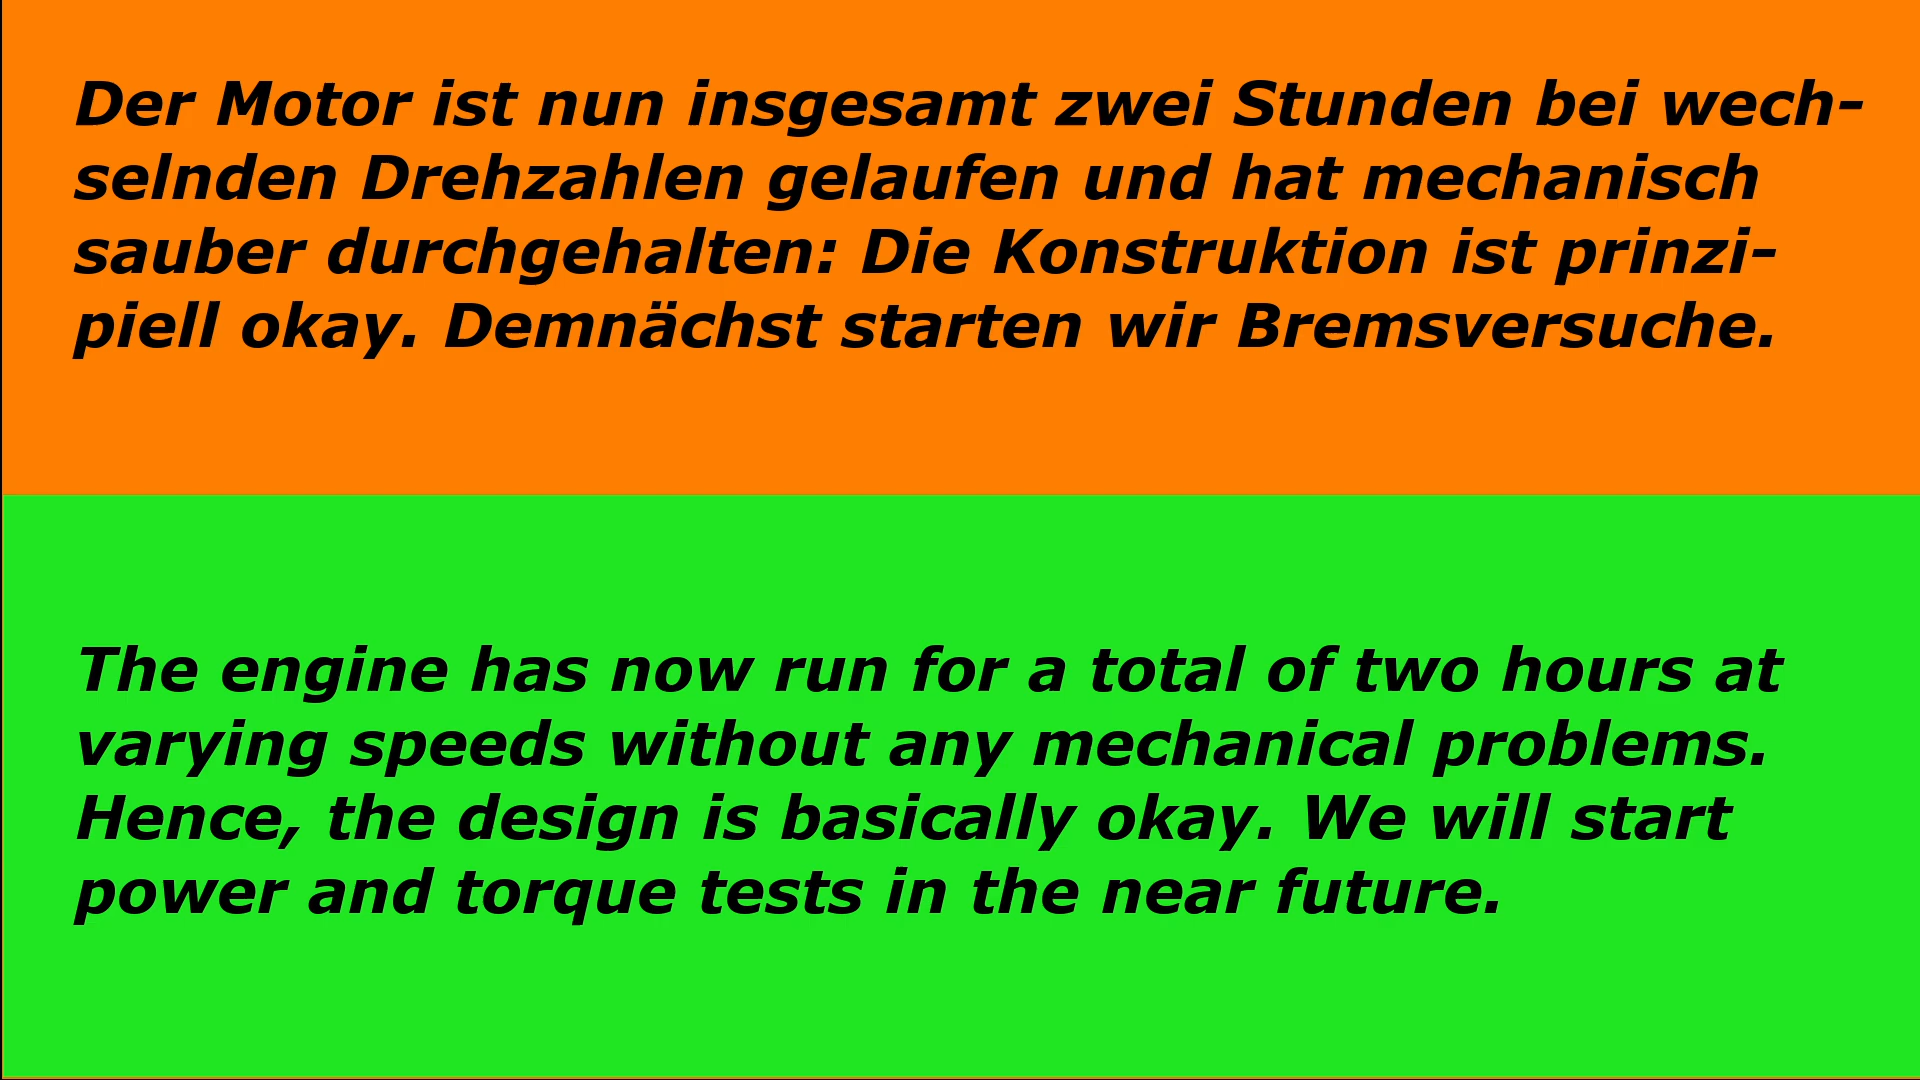 Der Motor ist nun insgesamt zwei Stunden bei wech-
selnden Drehzahlen gelaufen und hat mechanisch
sauber durchgehalten: Die Konstruktion ist prinzi-
piell okay. Demnächst starten wir Bremsversuche.
The engine has now run for a total of two hours at
varying speeds without any mechanical problems.
Hence, the design is basically okay. We will start
power and torque tests in the near future.